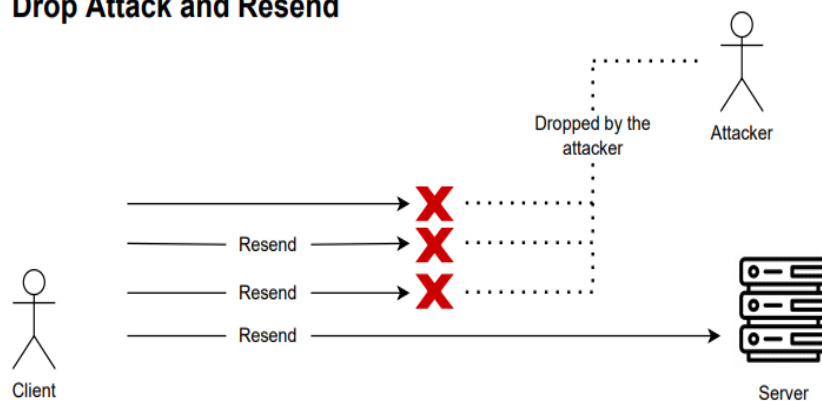 Drop Attack and Resend
Dropped by the
attacker
Attacker
Resend
Resend
Resend
Client
Server